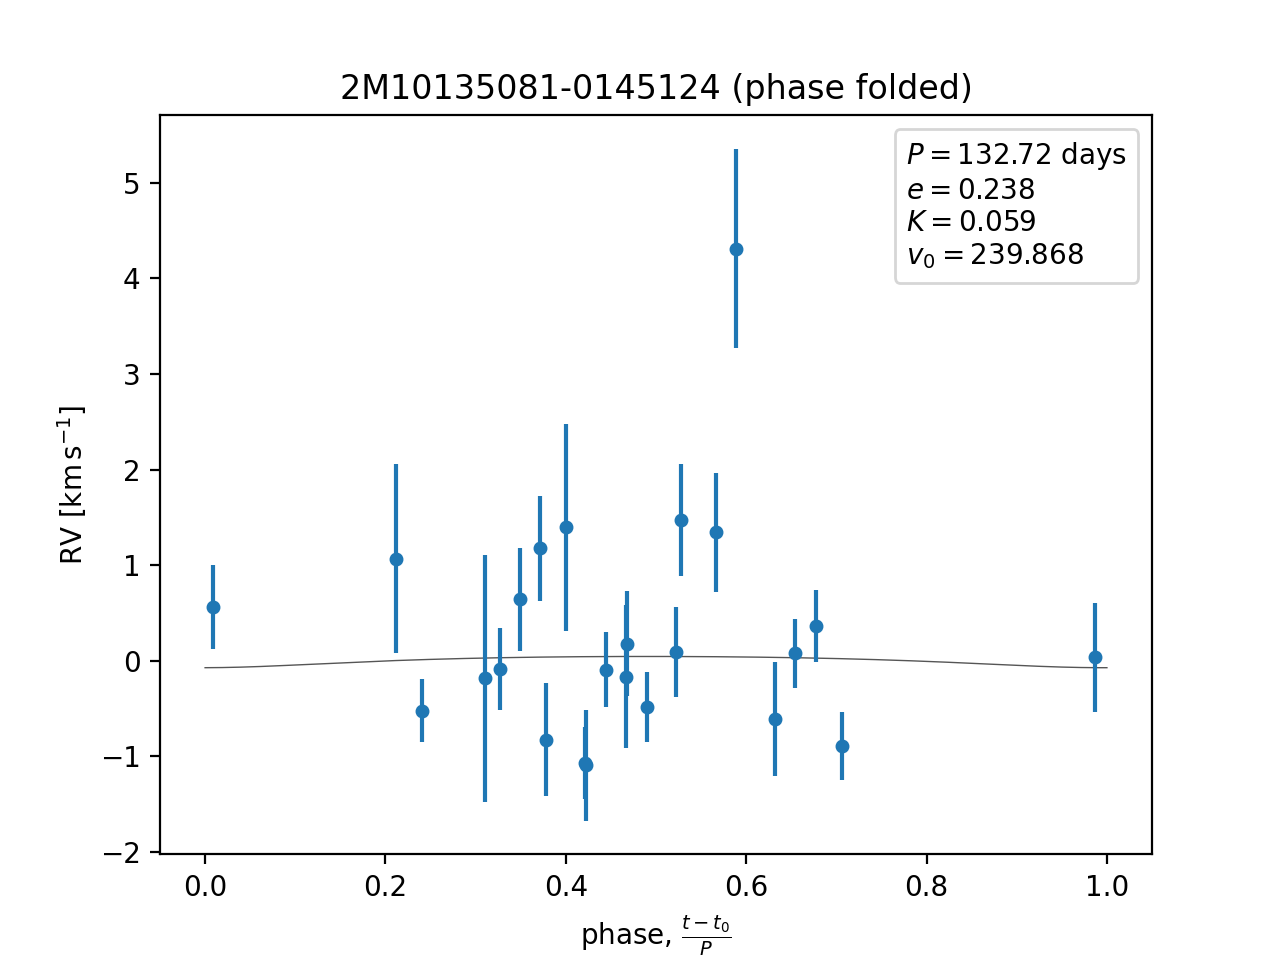 2M10135081-0145124 (phase folded)
P = 132.72 days
e = 0.238
K = 0.059
v₀ = 239.868
5
4
3
2
1
0
−1
−2
RV [km s⁻¹]
0.0 0.2 0.4 0.6 0.8 1.0
phase, (t − t₀)/P